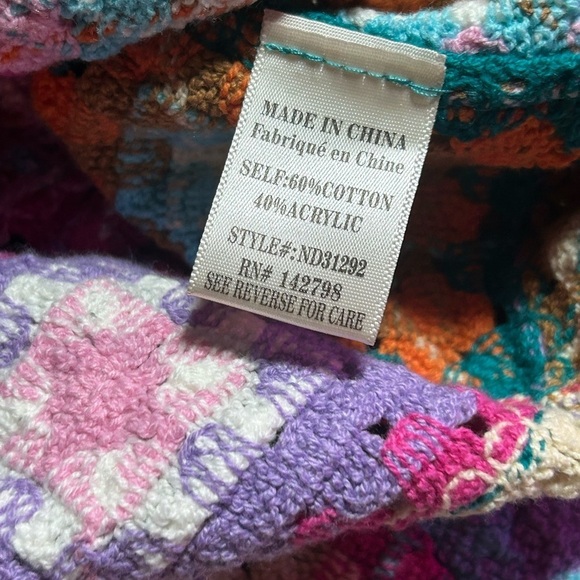 MADE IN CHINA
Fabriqué en Chine
SELF:60%COTTON
40%ACRYLIC
STYLE#:ND31292
RN# 142798
SEE REVERSE FOR CARE